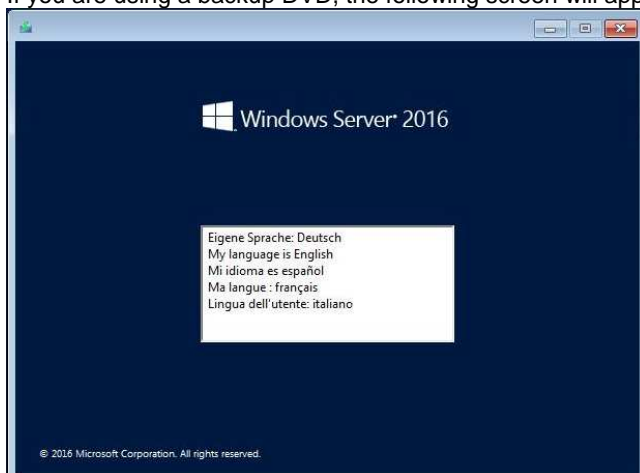 If you are using a backup DVD, the following screen will app
Windows Server 2016
Eigene Sprache: Deutsch
My language is English
Mi idioma es español
Ma langue : français
Lingua dell'utente: italiano
© 2016 Microsoft Corporation. All rights reserved.